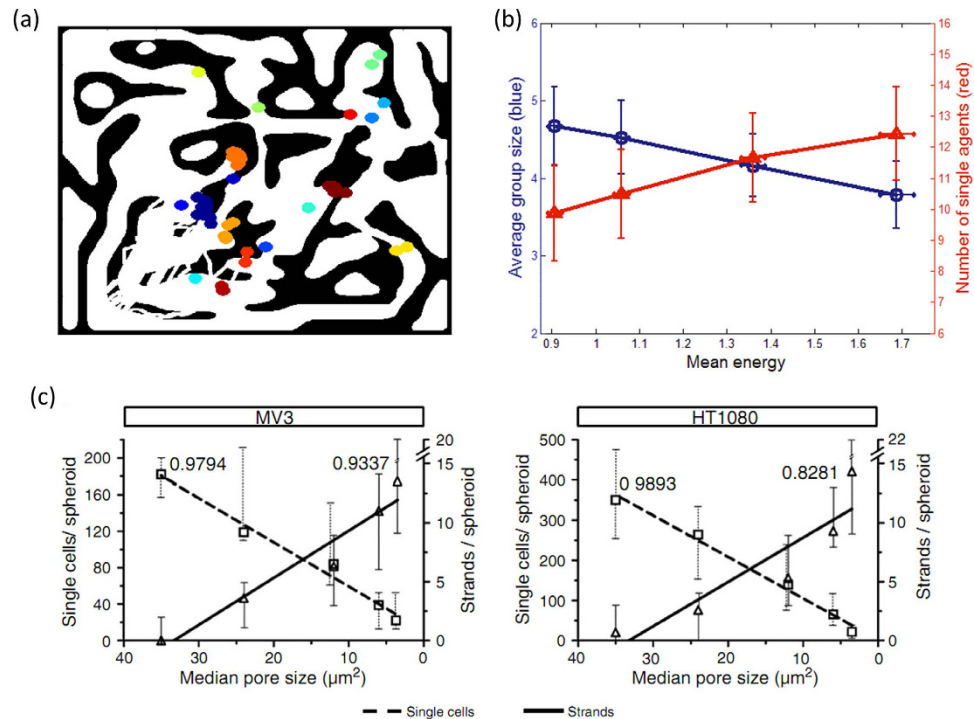 (a)
(b)
Average group size (blue)
6
5
4
3
2
0.9 1 1.1 1.2 1.3 1.4 1.5 1.6 1.7
Mean energy
16
15
14
13
12
11
10
9
8
7
6
Number of single agents (red)
(c)
MV3
Single cells/ spheroid
200
160
120
80
40
0
0.9794
0.9337
20
15
10
5
0
Strands / spheroid
40 30 20 10 0
Median pore size (µm²)
HT1080
Single cells/ spheroid
500
450
400
350
300
250
200
150
100
50
0
0 9893
0.8281
22
15
10
5
0
Strands / spheroid
40 30 20 10 0
Median pore size (µm²)
Single cells
Strands